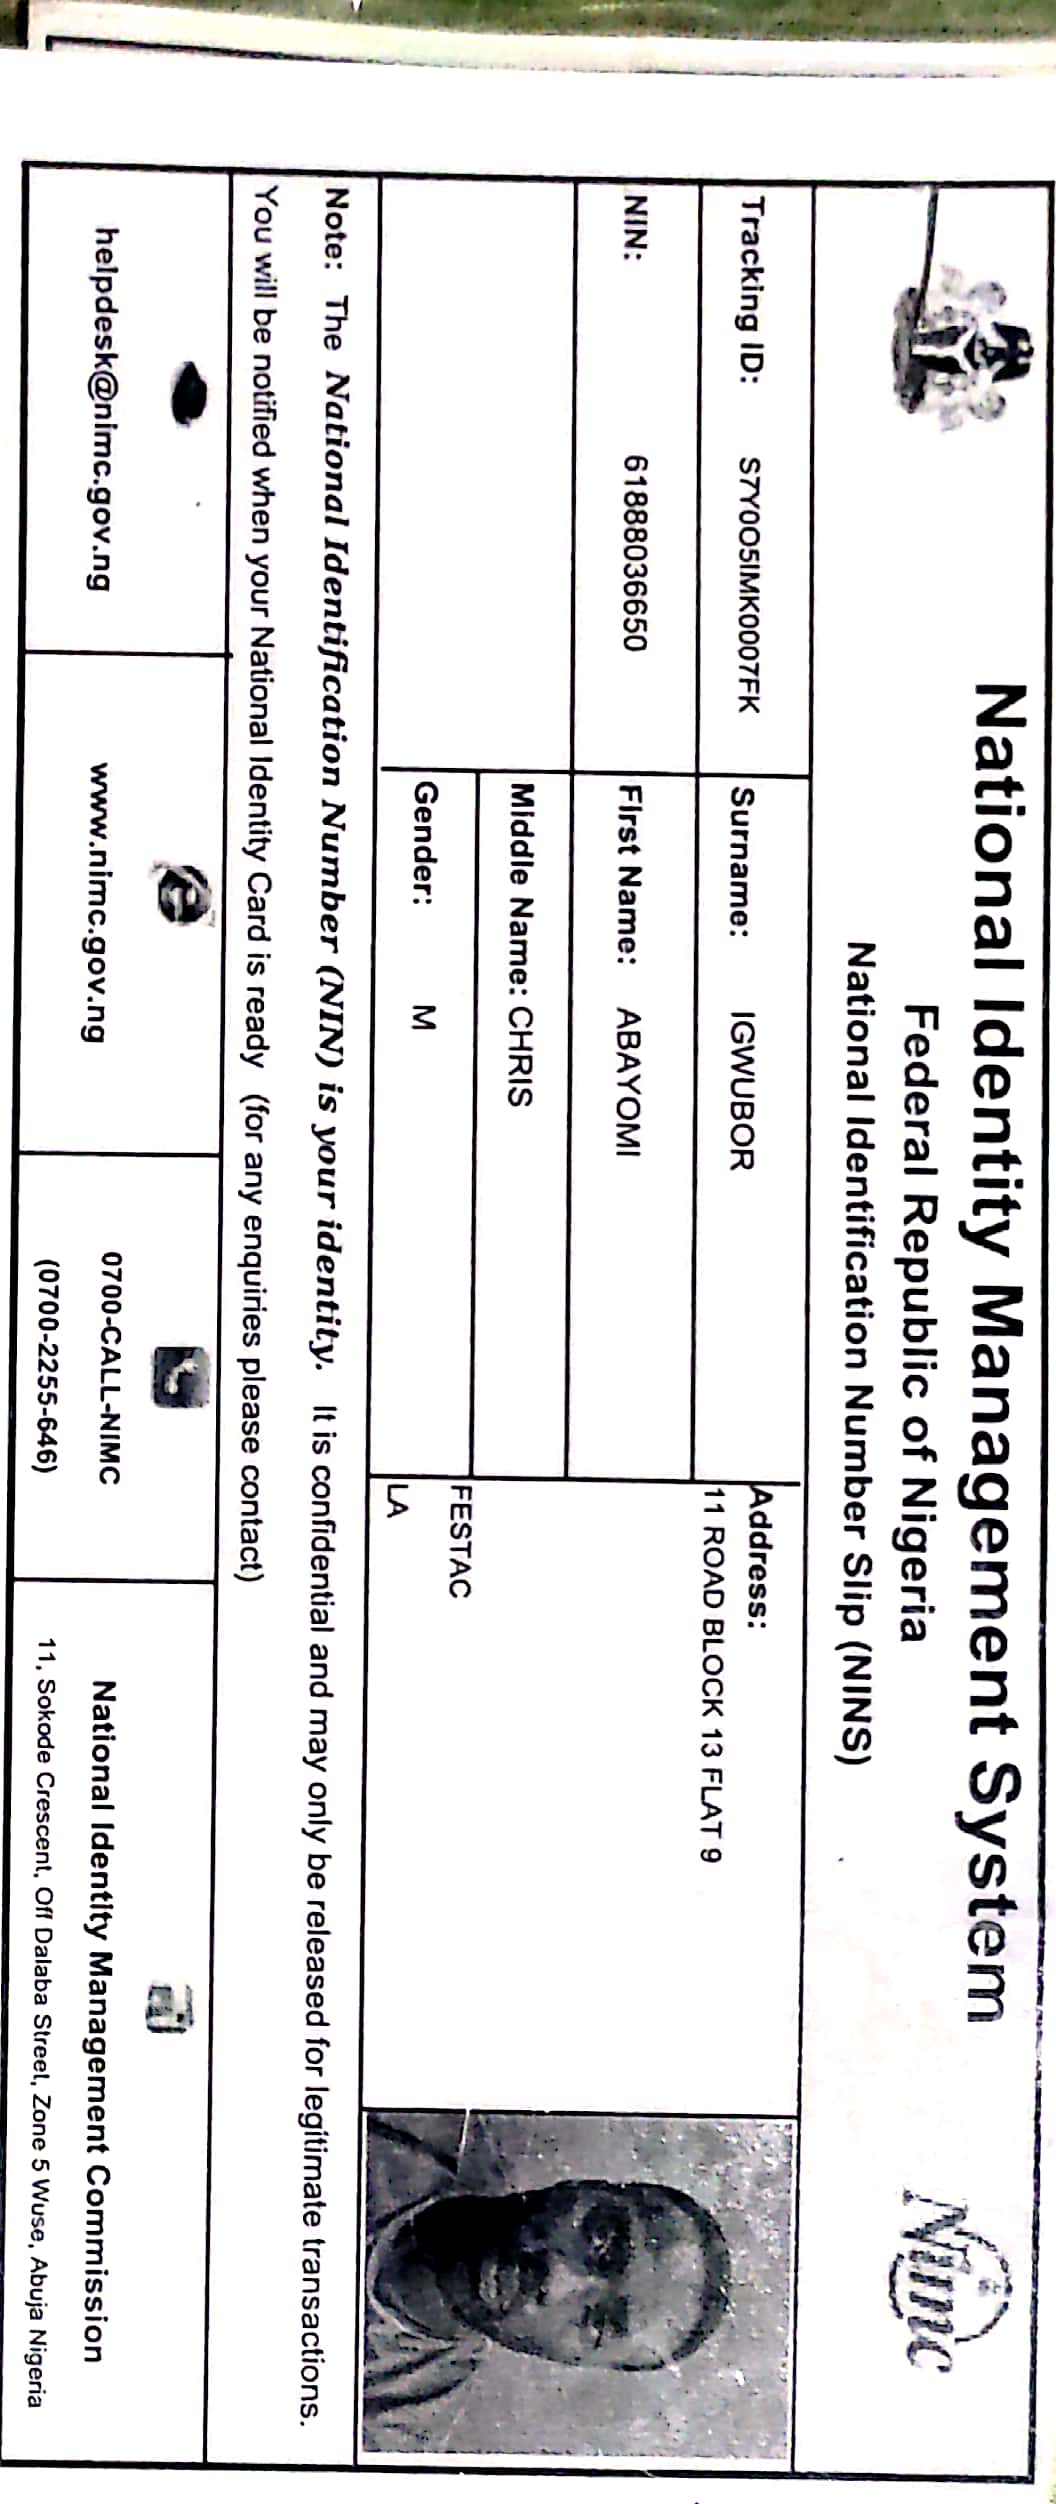 National Identity Management System
Federal Republic of Nigeria
National Identification Number Slip (NINS)
Nimc
Tracking ID: S7Y0O5IMK0007FK
Surname: IGWUBOR
Address:
11 ROAD BLOCK 13 FLAT 9
NIN: 61888036650
First Name: ABAYOMI
Middle Name: CHRIS
FESTAC
Gender: M
LA
Note: The National Identification Number (NIN) is your identity. It is confidential and may only be released for legitimate transactions.
You will be notified when your National Identity Card is ready (for any enquiries please contact)
helpdesk@nimc.gov.ng
www.nimc.gov.ng
0700-CALL-NIMC
(0700-2255-646)
National Identity Management Commission
11, Sokode Crescent, Off Dalaba Street, Zone 5 Wuse, Abuja Nigeria